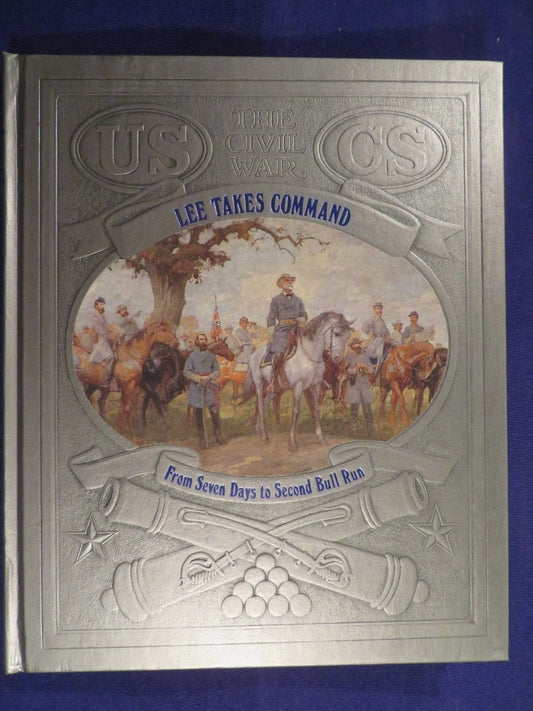 US
THE
CIVIL
WAR
CS
LEE TAKES COMMAND
From Seven Days to Second Bull Run